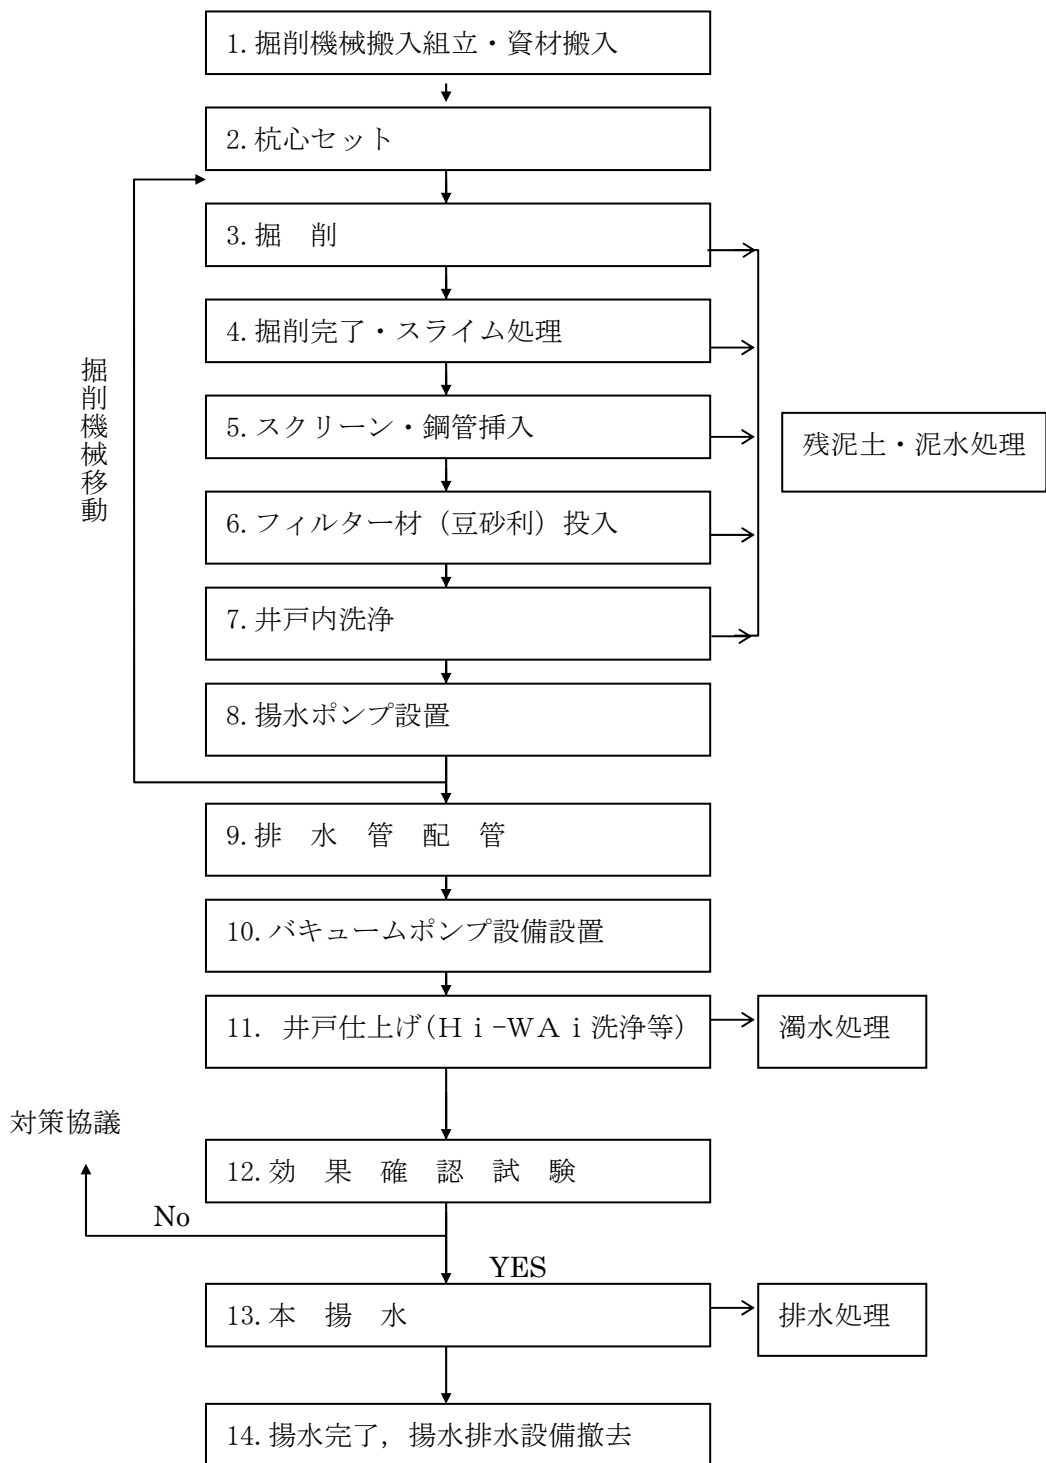 1.掘削機械搬入組立・資材搬入
2.杭心セット
3.掘　削
4.掘削完了・スライム処理
掘削機械移動
5.スクリーン・鋼管挿入
残泥土・泥水処理
6.フィルター材（豆砂利）投入
7.井戸内洗浄
8.揚水ポンプ設置
9.排　水　管　配　管
10.バキュームポンプ設備設置
11. 井戸仕上げ(Ｈｉ-ＷＡｉ洗浄等)
濁水処理
対策協議
12.効　果　確　認　試　験
No
YES
13.本　揚　水
排水処理
14.揚水完了，揚水排水設備撤去